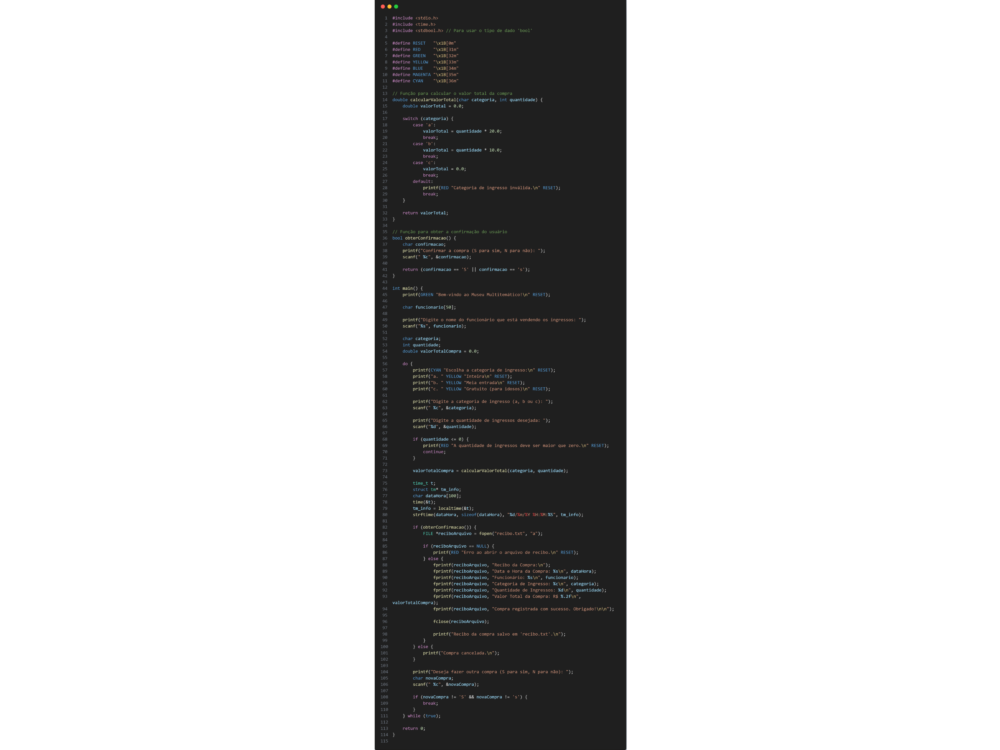 1 #include <stdio.h>
2 #include <time.h>
3 #include <stdbool.h> // Para usar o tipo de dado 'bool'
4
5 #define RESET   "\x1B[0m"
6 #define RED     "\x1B[31m"
7 #define GREEN   "\x1B[32m"
8 #define YELLOW  "\x1B[33m"
9 #define BLUE    "\x1B[34m"
10 #define MAGENTA "\x1B[35m"
11 #define CYAN    "\x1B[36m"
12
13 // Função para calcular o valor total da compra
14 double calcularValorTotal(char categoria, int quantidade) {
15     double valorTotal = 0.0;
16
17     switch (categoria) {
18         case 'a':
19             valorTotal = quantidade * 20.0;
20             break;
21         case 'b':
22             valorTotal = quantidade * 10.0;
23             break;
24         case 'c':
25             valorTotal = 0.0;
26             break;
27         default:
28             printf(RED "Categoria de ingresso inválida.\n" RESET);
29             break;
30     }
31
32     return valorTotal;
33 }
34
35 // Função para obter a confirmação do usuário
36 bool obterConfirmacao() {
37     char confirmacao;
38     printf("Confirmar a compra (S para sim, N para não): ");
39     scanf(" %c", &confirmacao);
40
41     return (confirmacao == 'S' || confirmacao == 's');
42 }
43
44 int main() {
45     printf(GREEN "Bem-vindo ao Museu Multitemático!\n" RESET);
46
47     char funcionario[50];
48
49     printf("Digite o nome do funcionário que está vendendo os ingressos: ");
50     scanf("%s", funcionario);
51
52     char categoria;
53     int quantidade;
54     double valorTotalCompra = 0.0;
55
56     do {
57         printf(CYAN "Escolha a categoria de ingresso:\n" RESET);
58         printf("a. " YELLOW "Inteira\n" RESET);
59         printf("b. " YELLOW "Meia entrada\n" RESET);
60         printf("c. " YELLOW "Gratuito (para idosos)\n" RESET);
61
62         printf("Digite a categoria de ingresso (a, b ou c): ");
63         scanf(" %c", &categoria);
64
65         printf("Digite a quantidade de ingressos desejada: ");
66         scanf("%d", &quantidade);
67
68         if (quantidade <= 0) {
69             printf(RED "A quantidade de ingressos deve ser maior que zero.\n" RESET);
70             continue;
71         }
72
73         valorTotalCompra = calcularValorTotal(categoria, quantidade);
74
75         time_t t;
76         struct tm* tm_info;
77         char dataHora[100];
78         time(&t);
79         tm_info = localtime(&t);
80         strftime(dataHora, sizeof(dataHora), "%d/%m/%Y %H:%M:%S", tm_info);
81
82         if (obterConfirmacao()) {
83             FILE *reciboArquivo = fopen("recibo.txt", "a");
84
85             if (reciboArquivo == NULL) {
86                 printf(RED "Erro ao abrir o arquivo de recibo.\n" RESET);
87             } else {
88                 fprintf(reciboArquivo, "Recibo da Compra:\n");
89                 fprintf(reciboArquivo, "Data e Hora da Compra: %s\n", dataHora);
90                 fprintf(reciboArquivo, "Funcionário: %s\n", funcionario);
91                 fprintf(reciboArquivo, "Categoria de Ingresso: %c\n", categoria);
92                 fprintf(reciboArquivo, "Quantidade de Ingressos: %d\n", quantidade);
93                 fprintf(reciboArquivo, "Valor Total da Compra: R$ %.2f\n",
valorTotalCompra);
94                 fprintf(reciboArquivo, "Compra registrada com sucesso. Obrigado!\n\n");
95
96                 fclose(reciboArquivo);
97
98                 printf("Recibo da compra salvo em 'recibo.txt'.\n");
99             }
100         } else {
101             printf("Compra cancelada.\n");
102         }
103
104         printf("Deseja fazer outra compra (S para sim, N para não): ");
105         char novaCompra;
106         scanf(" %c", &novaCompra);
107
108         if (novaCompra != 'S' && novaCompra != 's') {
109             break;
110         }
111     } while (true);
112
113     return 0;
114 }
115